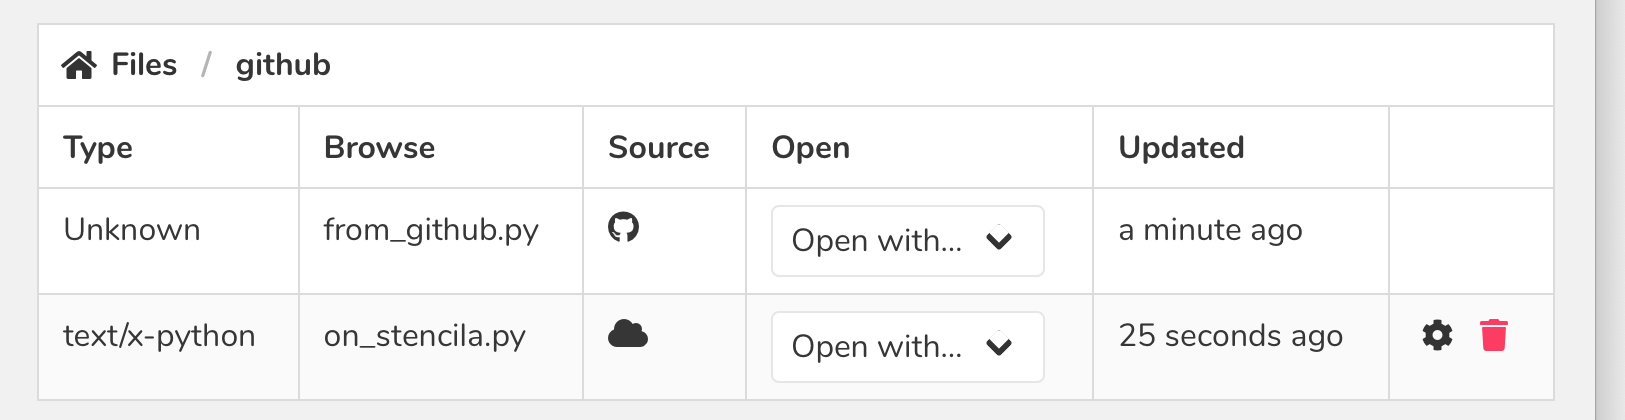 Files / github
Type Browse Source Open Updated
Unknown from_github.py Open with... a minute ago
text/x-python on_stencila.py Open with... 25 seconds ago